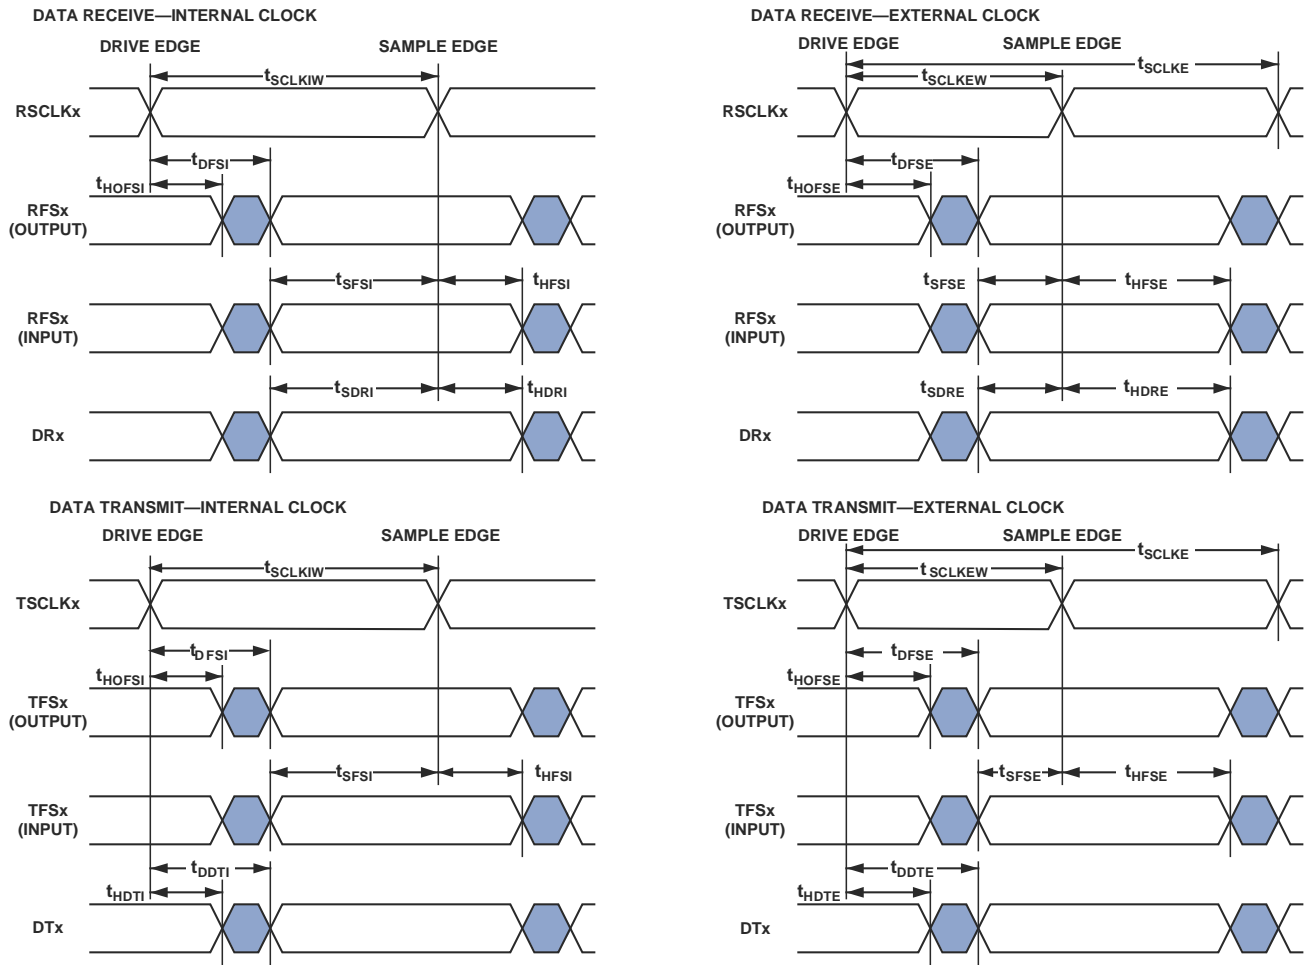 DATA RECEIVE—INTERNAL CLOCK
DRIVE EDGE
SAMPLE EDGE
tSCLKIW
RSCLKx
tDFSI
tHOFSI
RFSx
(OUTPUT)
tSFSI
tHFSI
RFSx
(INPUT)
tSDRI
tHDRI
DRx
DATA RECEIVE—EXTERNAL CLOCK
DRIVE EDGE
SAMPLE EDGE
tSCLKE
tSCLKEW
RSCLKx
tDFSE
tHOFSE
RFSx
(OUTPUT)
tSFSE
tHFSE
RFSx
(INPUT)
tSDRE
tHDRE
DRx
DATA TRANSMIT—INTERNAL CLOCK
DRIVE EDGE
SAMPLE EDGE
tSCLKIW
TSCLKx
tDFSI
tHOFSI
TFSx
(OUTPUT)
tSFSI
tHFSI
TFSx
(INPUT)
tDDTI
tHDTI
DTx
DATA TRANSMIT—EXTERNAL CLOCK
DRIVE EDGE
SAMPLE EDGE
tSCLKE
tSCLKEW
TSCLKx
tDFSE
tHOFSE
TFSx
(OUTPUT)
tSFSE
tHFSE
TFSx
(INPUT)
tDDTE
tHDTE
DTx